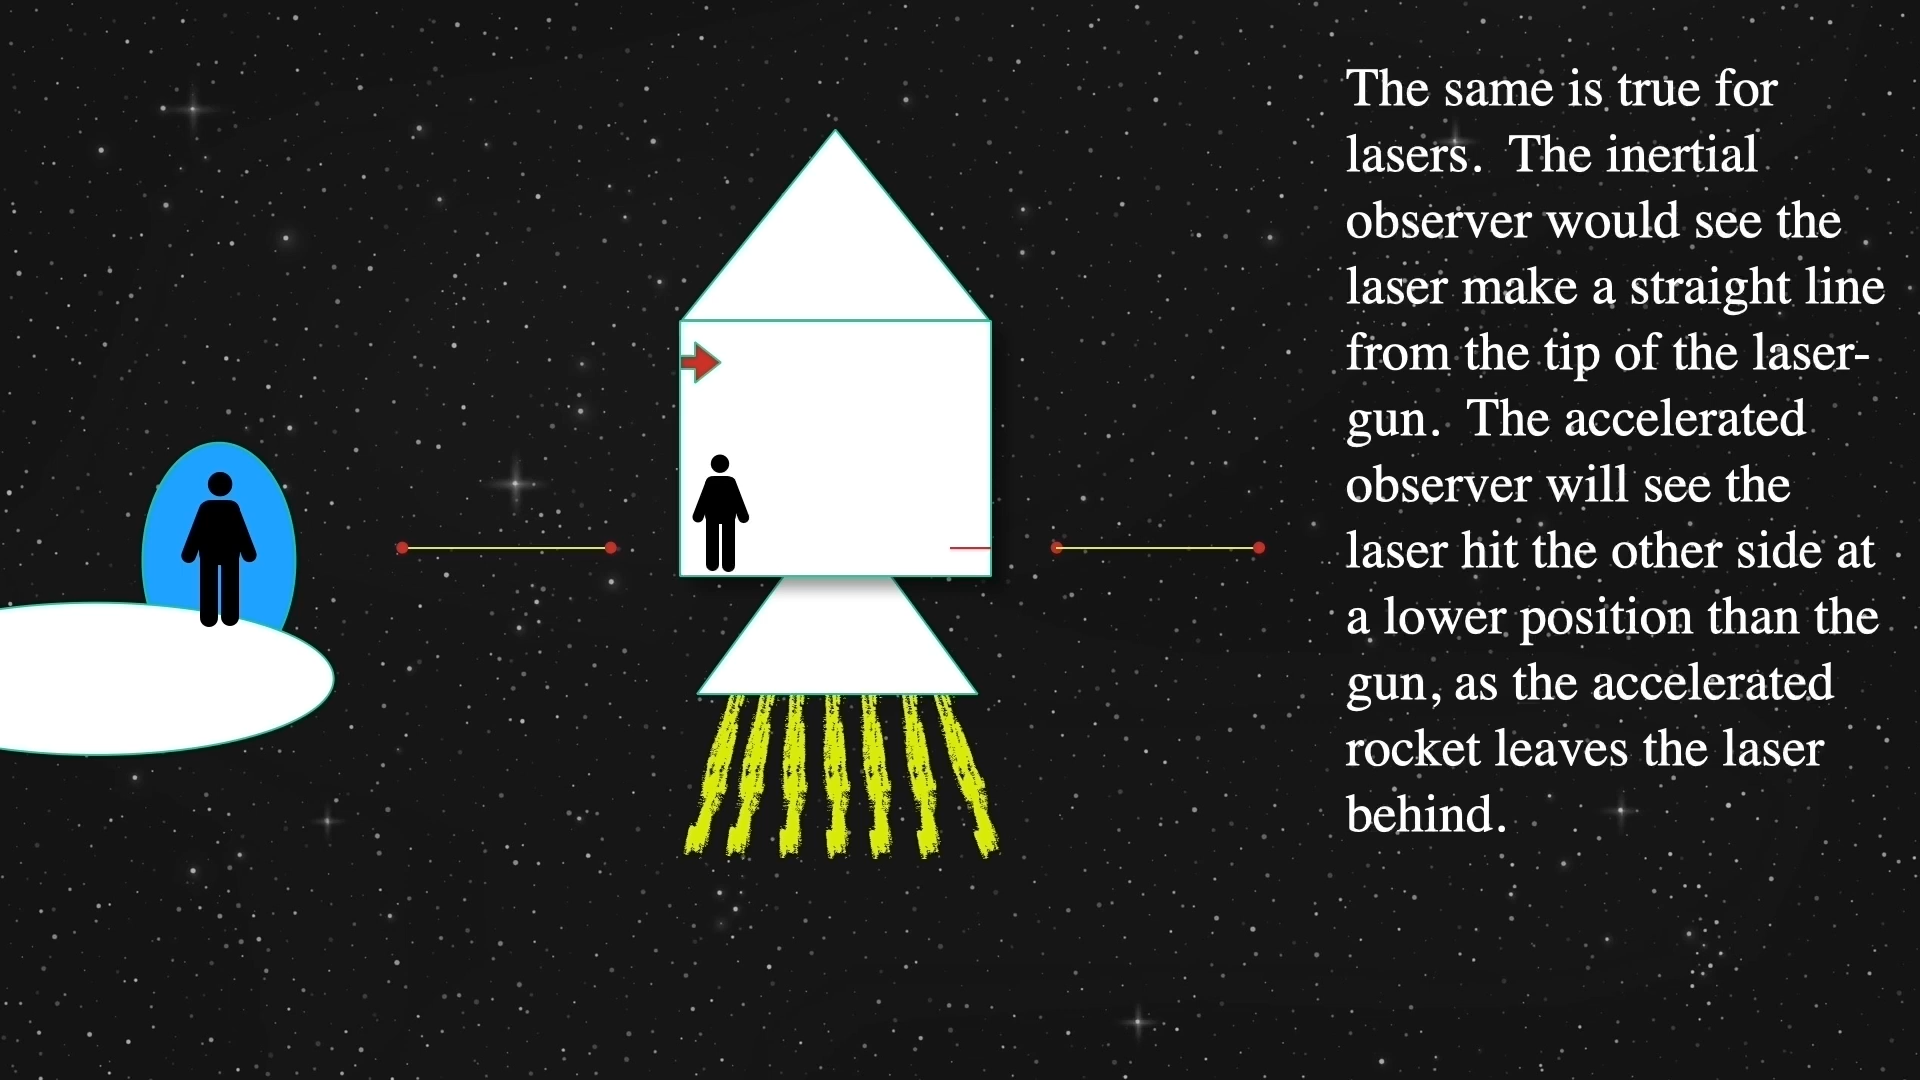 The same is true for
lasers.  The inertial
observer would see the
laser make a straight line
from the tip of the laser-
gun.  The accelerated
observer will see the
laser hit the other side at
a lower position than the
gun, as the accelerated
rocket leaves the laser
behind.